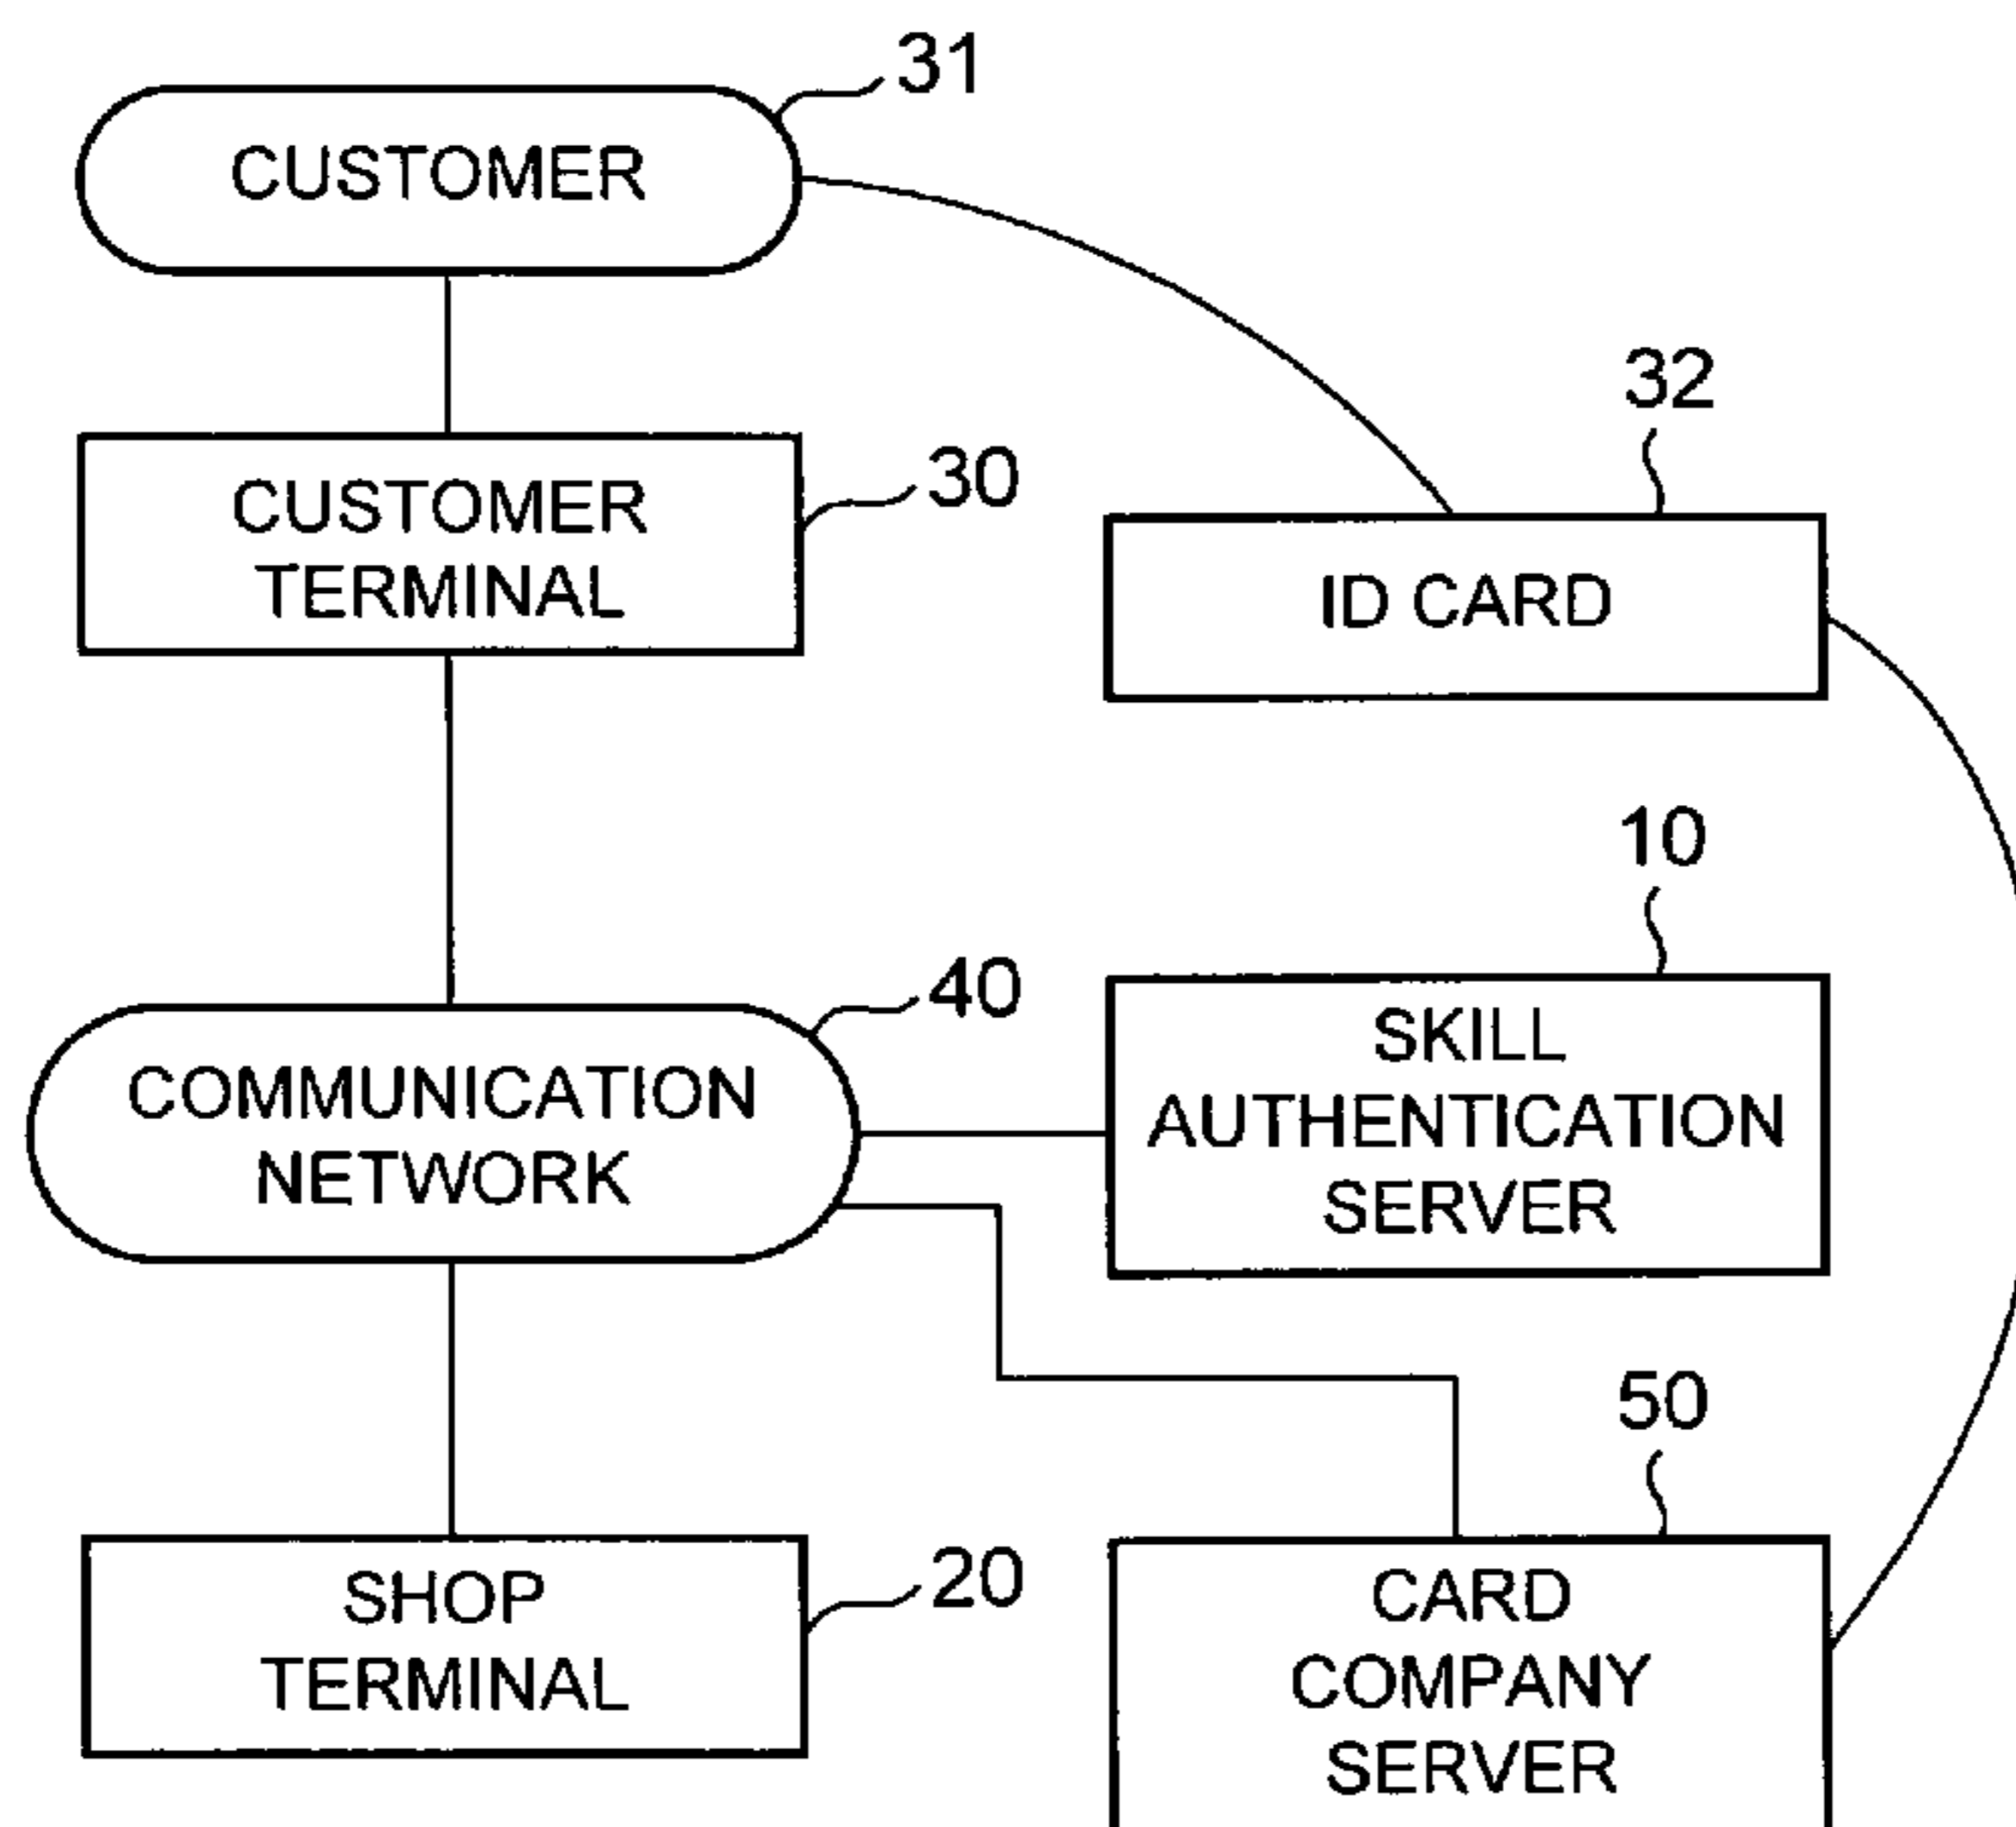 31
CUSTOMER
32
30
CUSTOMER
TERMINAL
ID CARD
10
40
SKILL
AUTHENTICATION
SERVER
COMMUNICATION
NETWORK
50
20
SHOP
TERMINAL
CARD
COMPANY
SERVER